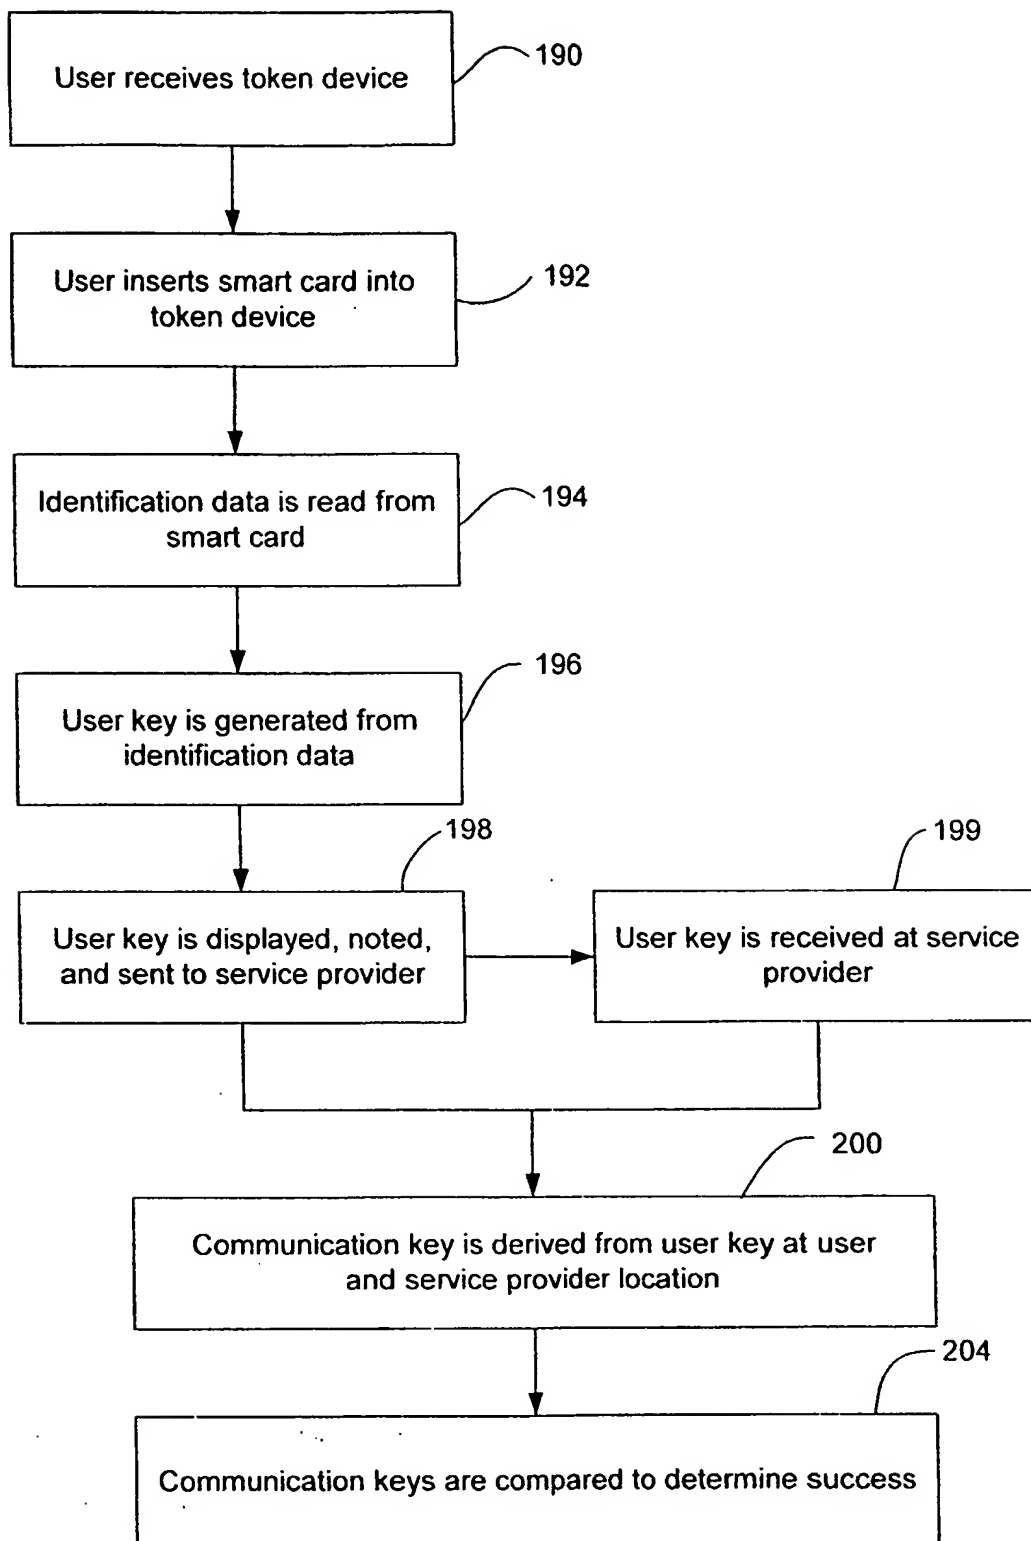 User receives token device
190
User inserts smart card into
token device
192
Identification data is read from
smart card
194
User key is generated from
identification data
196
198
User key is displayed, noted,
and sent to service provider
199
User key is received at service
provider
200
Communication key is derived from user key at user
and service provider location
204
Communication keys are compared to determine success